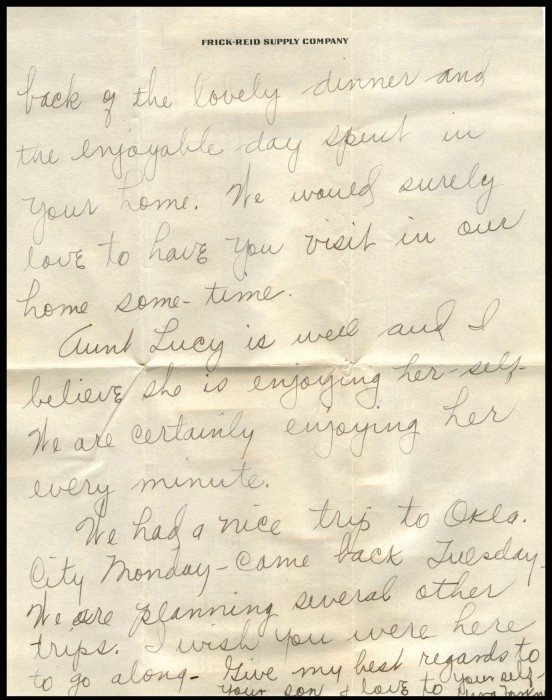 FRICK-REID SUPPLY COMPANY
back of the lovely dinner and
the enjoyable day spent in
your home. We would surely
love to have you visit in our
home some-time.
Aunt Lucy is well and I
believe she is enjoying her-self-
We are certainly enjoying her
every minute.
We had a nice trip to Okla.
City Monday-Came back Tuesday-
We are planning several other
trips. I wish you were here
to go along- Give my best regards to
your son & love to your self-